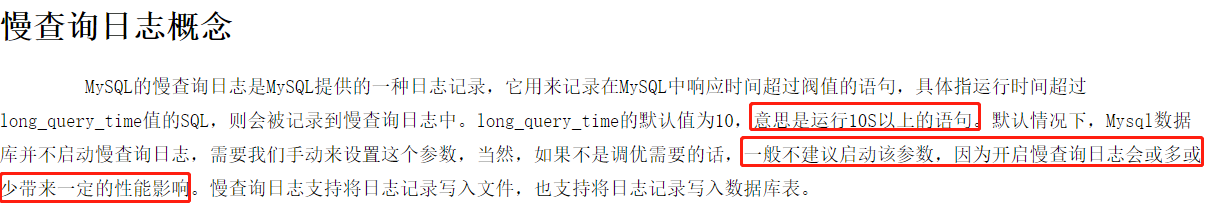 慢查询日志概念
MySQL的慢查询日志是MySQL提供的一种日志记录，它用来记录在MySQL中响应时间超过阀值的语句，具体指运行时间超过
long_query_time值的SQL，则会被记录到慢查询日志中。long_query_time的默认值为10，意思是运行10S以上的语句。默认情况下，Mysql数据
库并不启动慢查询日志，需要我们手动来设置这个参数，当然，如果不是调优需要的话，一般不建议启动该参数，因为开启慢查询日志会或多或
少带来一定的性能影响。慢查询日志支持将日志记录写入文件，也支持将日志记录写入数据库表。